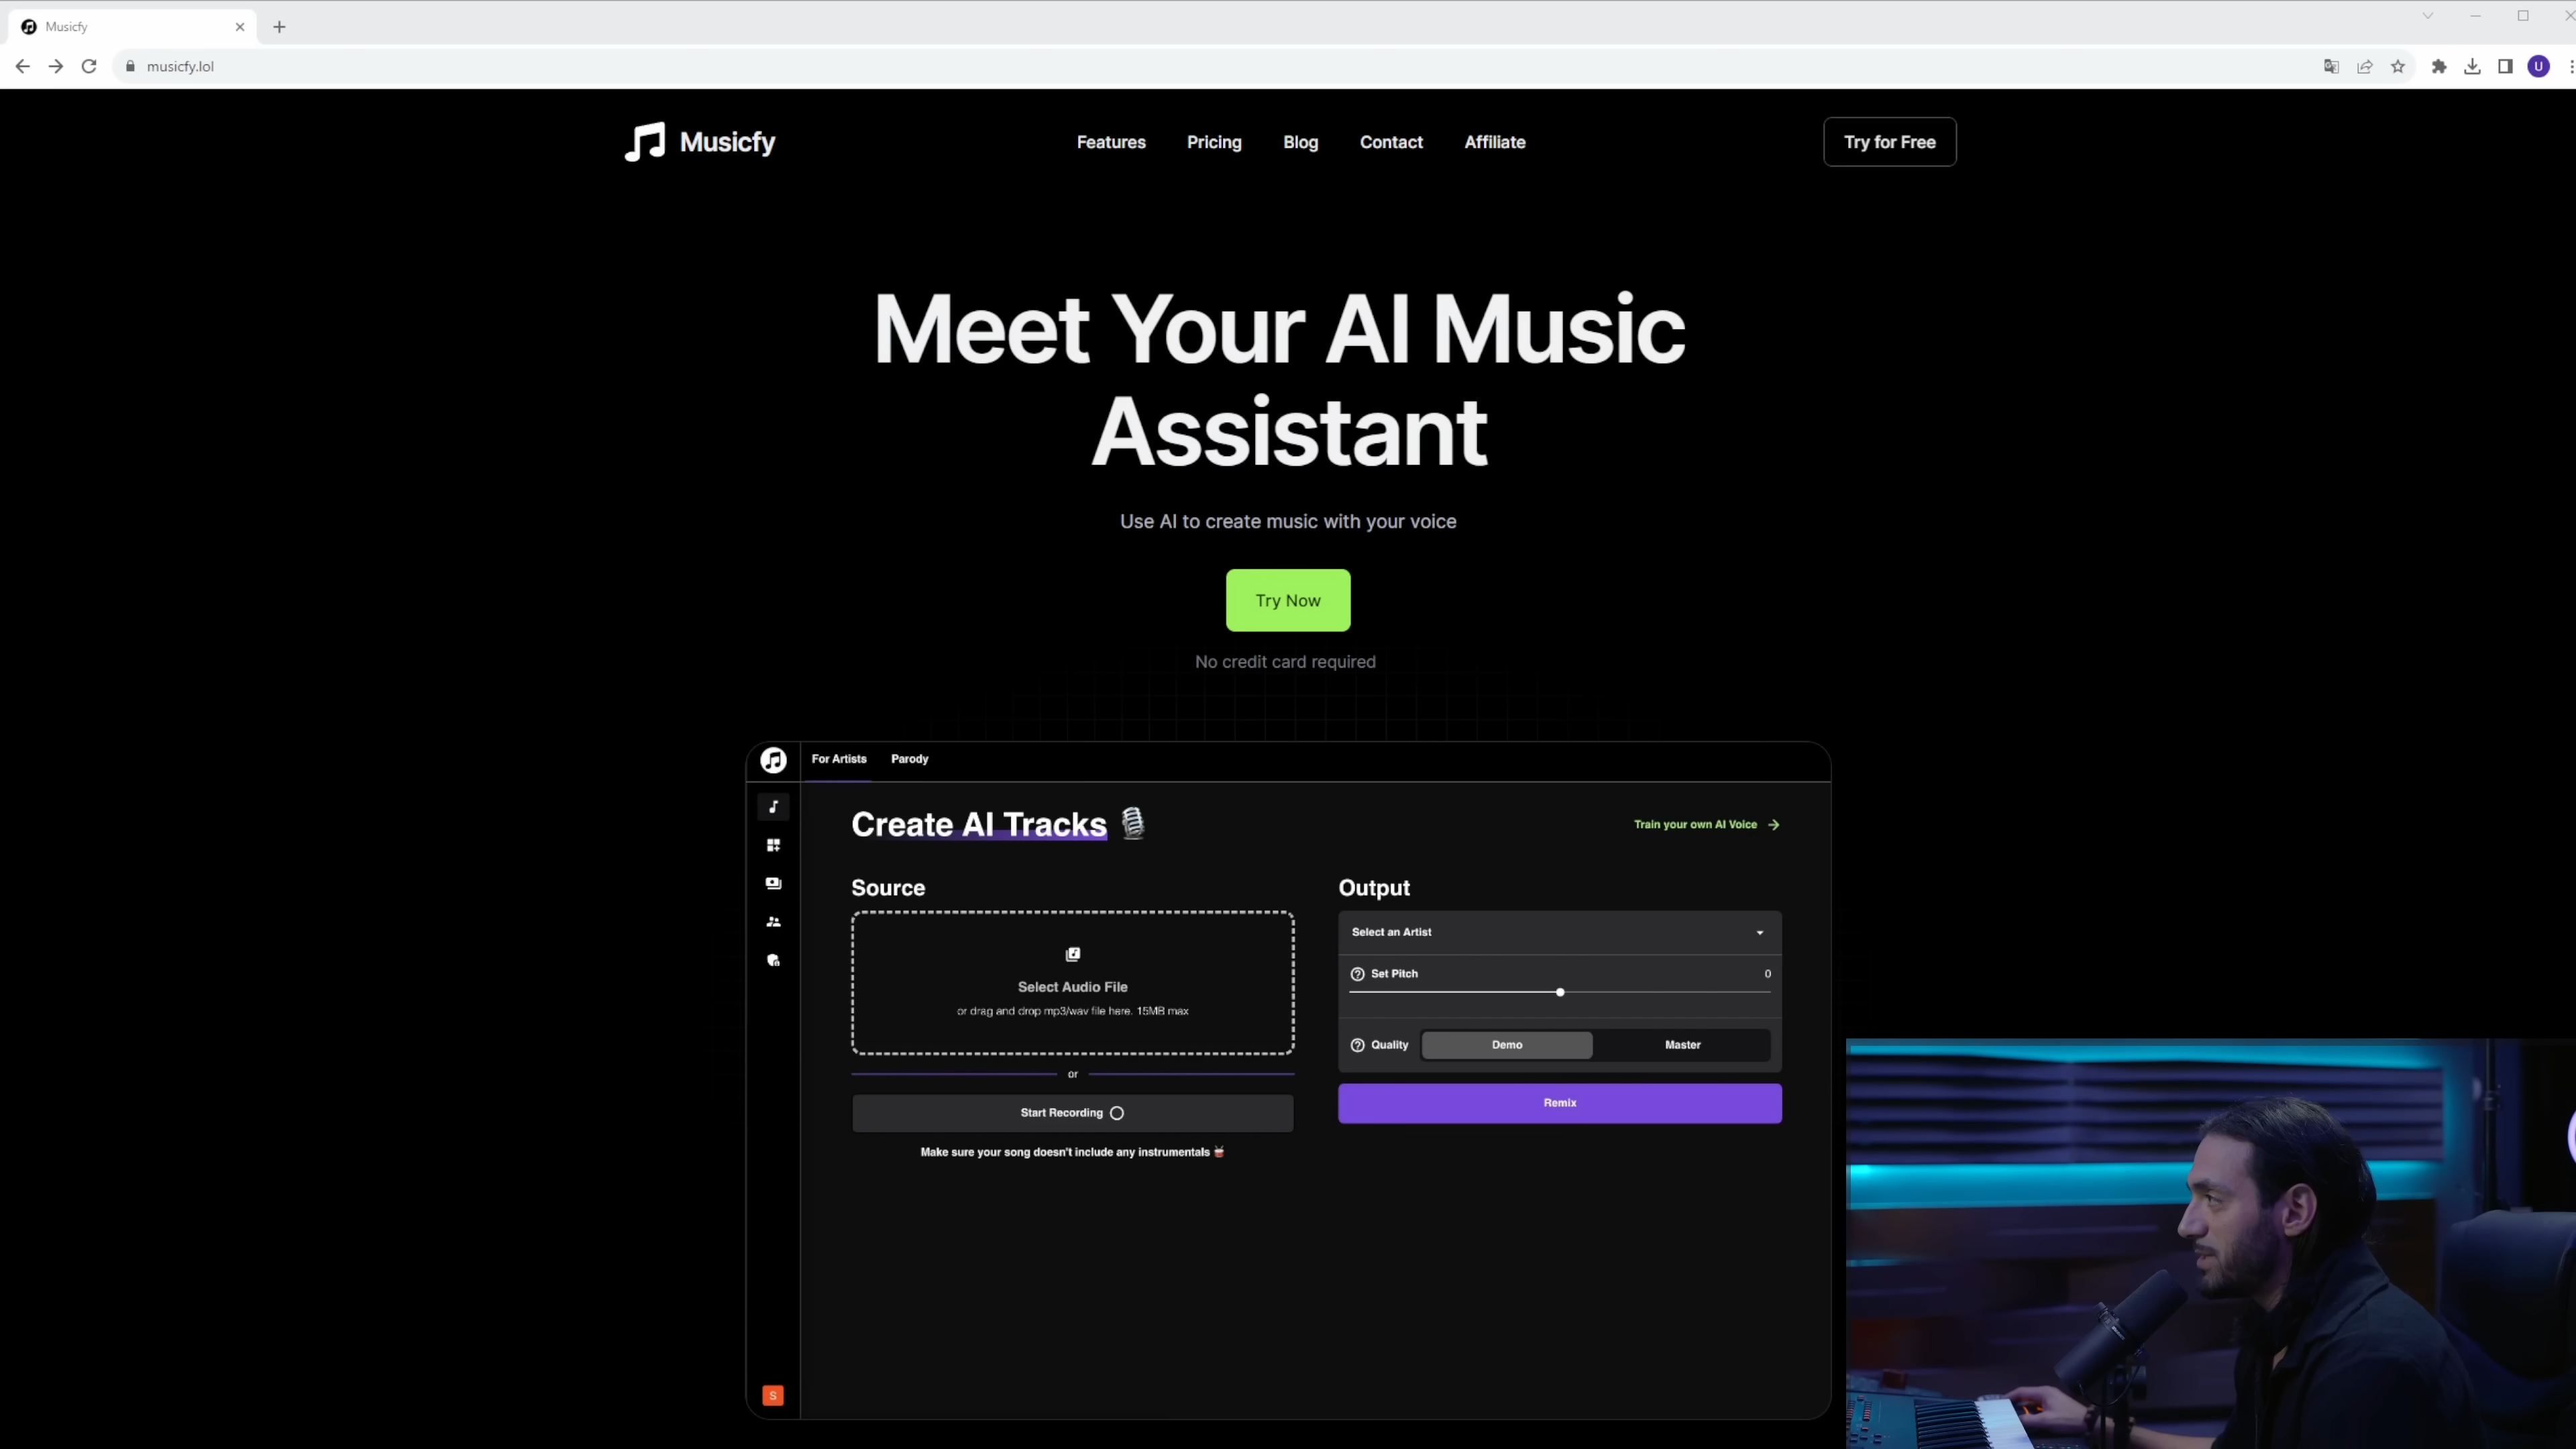 Musicfy
musicfy.lol
U
Musicfy
Features
Pricing
Blog
Contact
Affiliate
Try for Free
Meet Your AI Music
Assistant
Use AI to create music with your voice
Try Now
No credit card required
For Artists
Parody
Create AI Tracks
Train your own AI Voice
Source
Select Audio File
or drag and drop mp3/wav file here. 15MB max
or
Start Recording
Make sure your song doesn't include any instrumentals
Output
Select an Artist
Set Pitch
0
Quality
Demo
Master
Remix
S